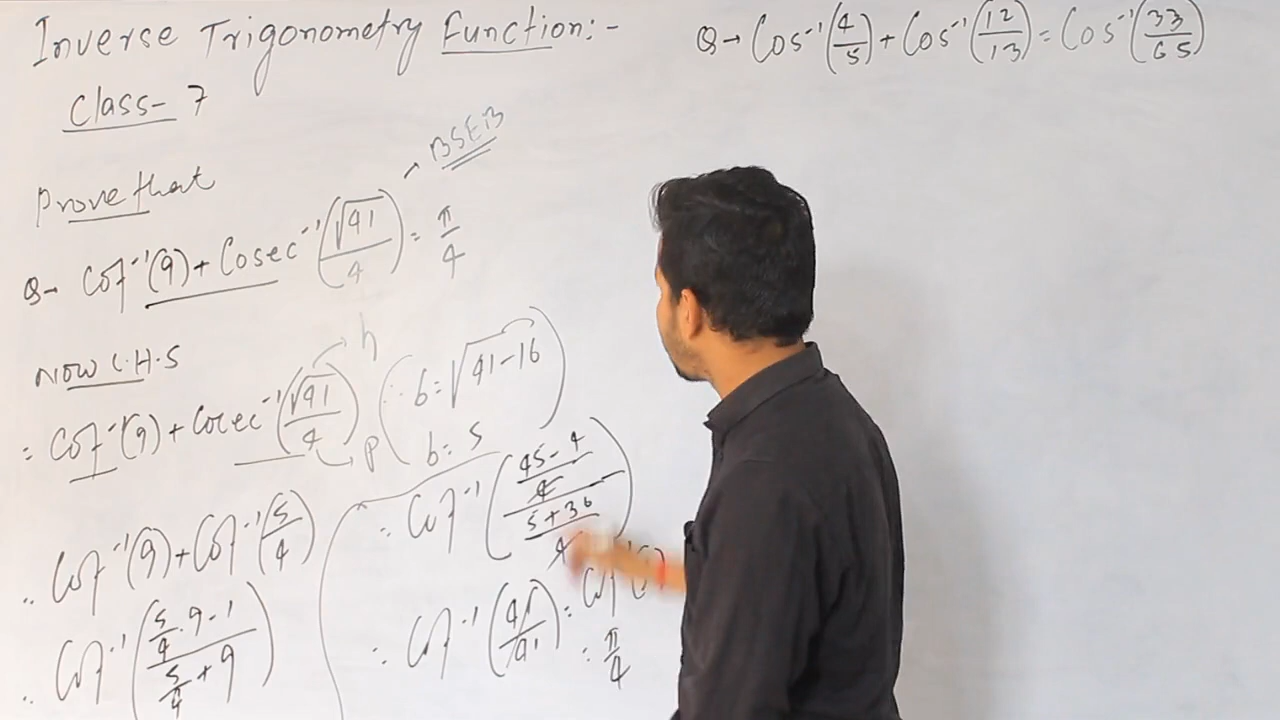 Inverse Trigonometry Function:-
Class- 7
Prove that
Q→ Cot⁻¹(9) + Cosec⁻¹(√41/4) = π/4
→ BSEB
Now L.H.S
= Cot⁻¹(9) + Cosec⁻¹(√41/4)
h
p
(∵ b = √41-16
b = 5)
= Cot⁻¹(9) + Cot⁻¹(5/4)
= Cot⁻¹((5/4 . 9 - 1)/(5/4 + 9))
= Cot⁻¹(((45 - 4)/4)/((5 + 36)/4))
= Cot⁻¹(41/41) = Cot⁻¹(
= π/4
Q→ Cos⁻¹(4/5) + Cos⁻¹(12/13) = Cos⁻¹(33/65)